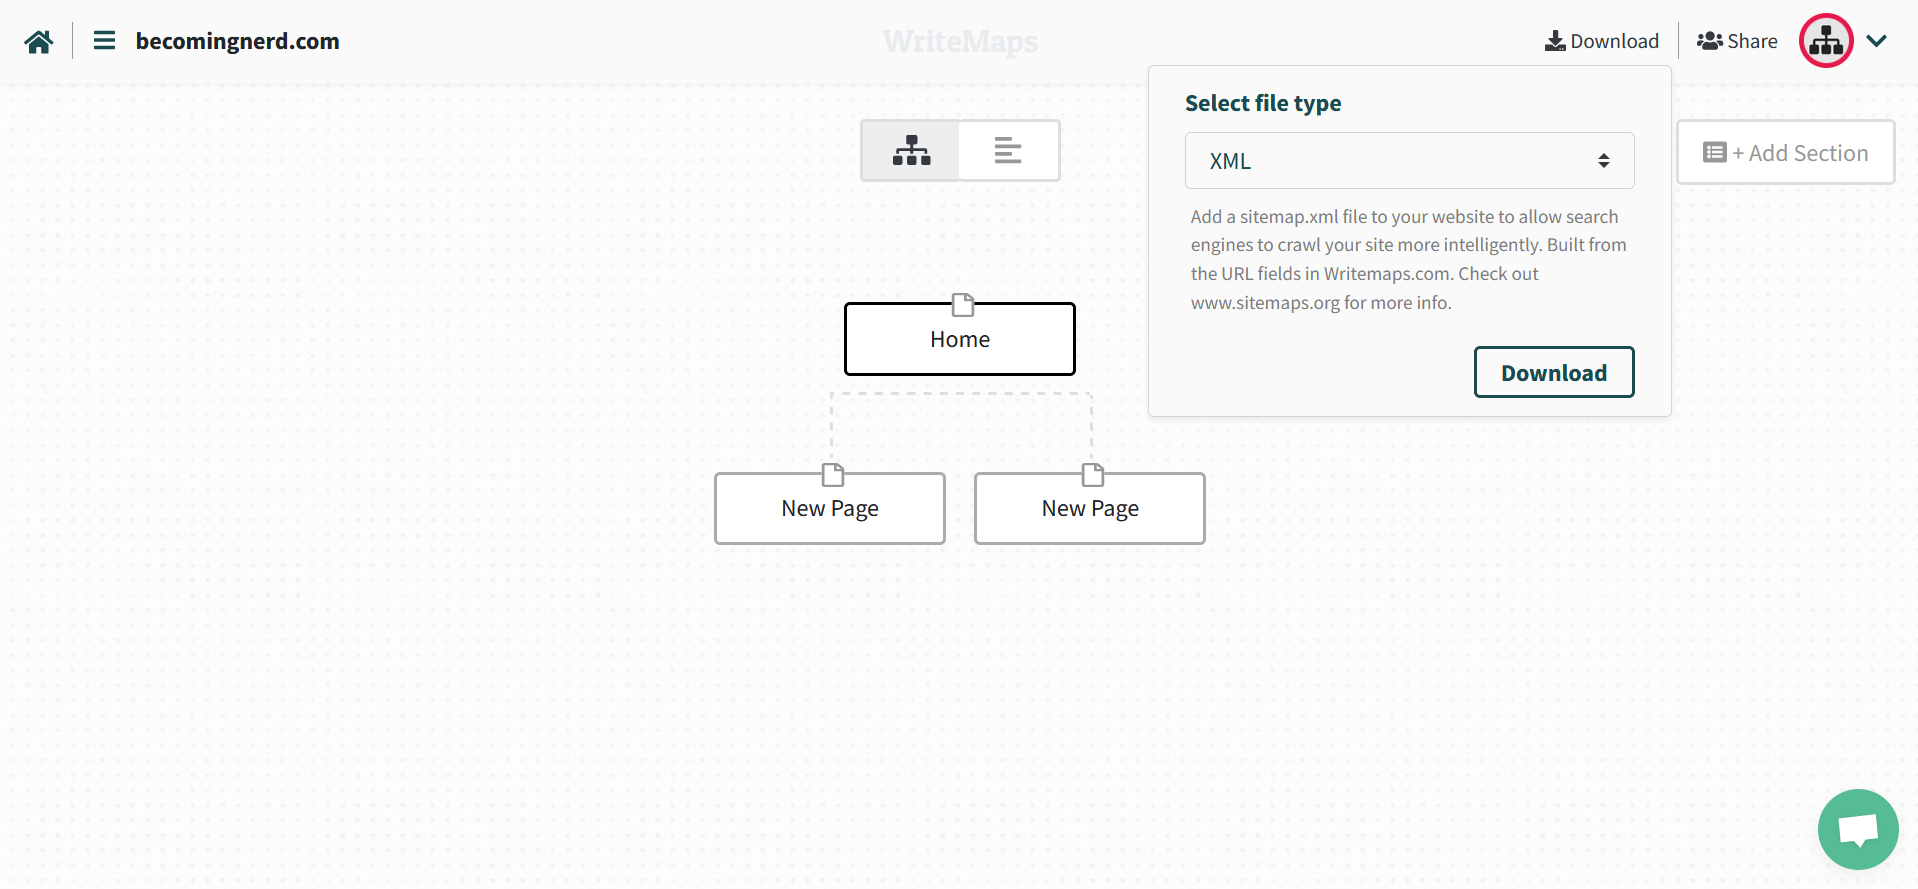 becomingnerd.com
WriteMaps
Download
Share
Select file type
XML
Add a sitemap.xml file to your website to allow search
engines to crawl your site more intelligently. Built from
the URL fields in Writemaps.com. Check out
www.sitemaps.org for more info.
Download
+ Add Section
Home
New Page
New Page